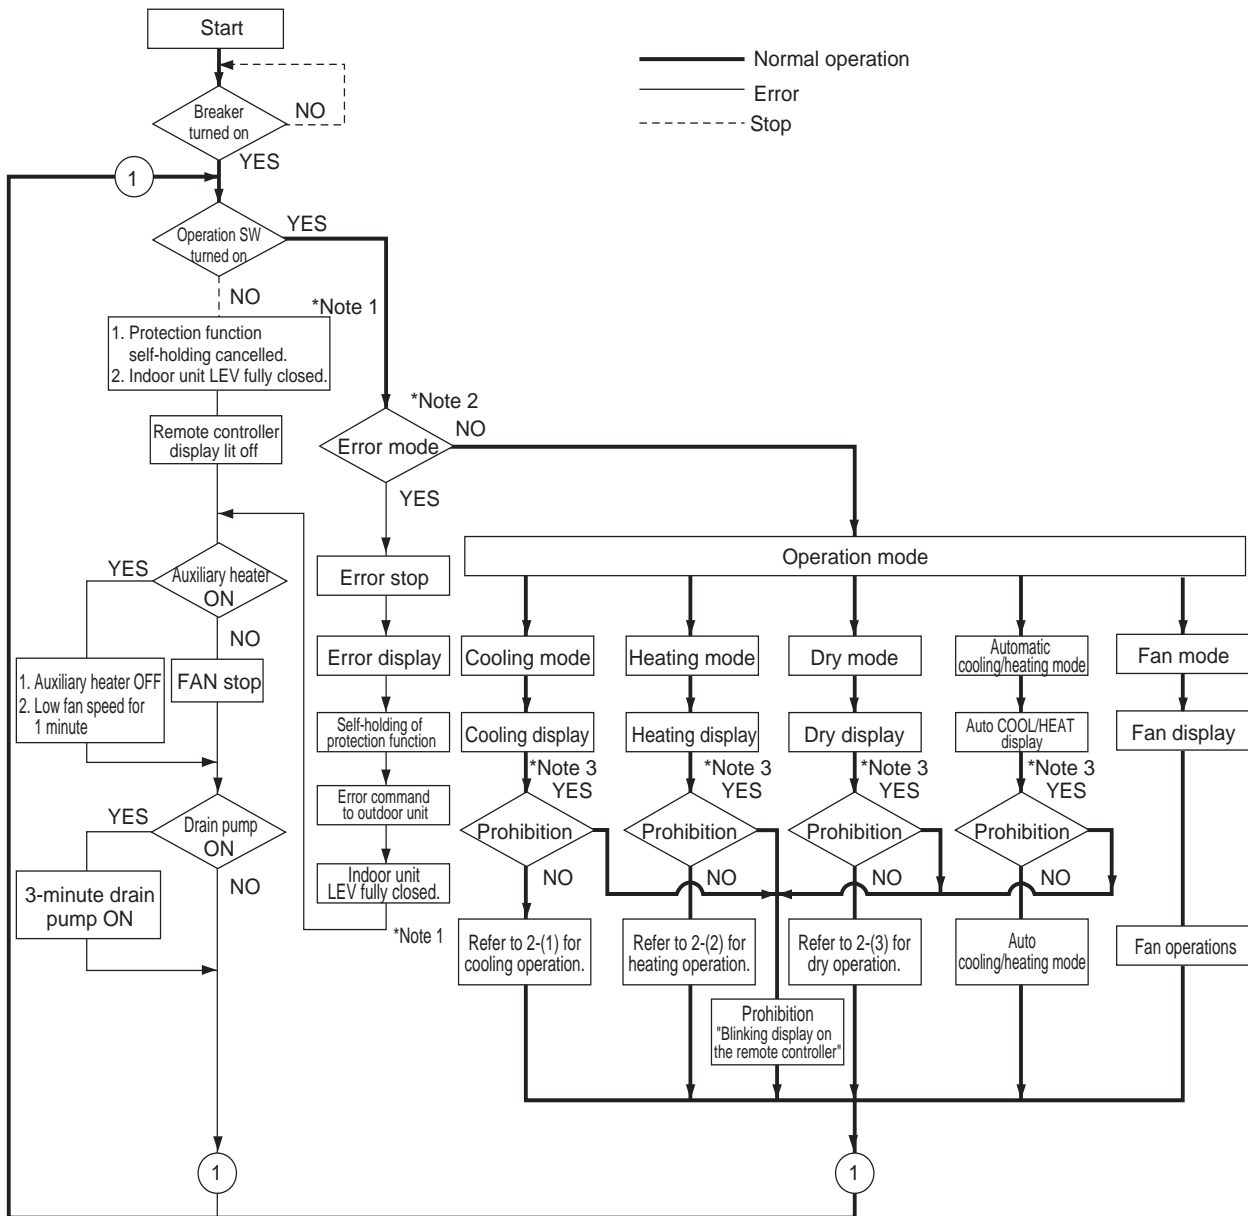 Start
Normal operation
Error
Stop
Breaker
turned on
NO
YES
1
Operation SW
turned on
YES
NO
*Note 1
1. Protection function
self-holding cancelled.
2. Indoor unit LEV fully closed.
Remote controller
display lit off
*Note 2
Error mode
NO
YES
Auxiliary heater
ON
YES
NO
1. Auxiliary heater OFF
2. Low fan speed for
1 minute
FAN stop
Drain pump
ON
YES
NO
3-minute drain
pump ON
Error stop
Error display
Self-holding of
protection function
Error command
to outdoor unit
Indoor unit
LEV fully closed.
*Note 1
Operation mode
Cooling mode
Heating mode
Dry mode
Automatic
cooling/heating mode
Fan mode
Cooling display
Heating display
Dry display
Auto COOL/HEAT
display
Fan display
*Note 3
YES
*Note 3
YES
*Note 3
YES
*Note 3
YES
Prohibition
Prohibition
Prohibition
Prohibition
NO
NO
NO
NO
Refer to 2-(1) for
cooling operation.
Refer to 2-(2) for
heating operation.
Refer to 2-(3) for
dry operation.
Auto
cooling/heating mode
Fan operations
Prohibition
"Blinking display on
the remote controller"
1
1